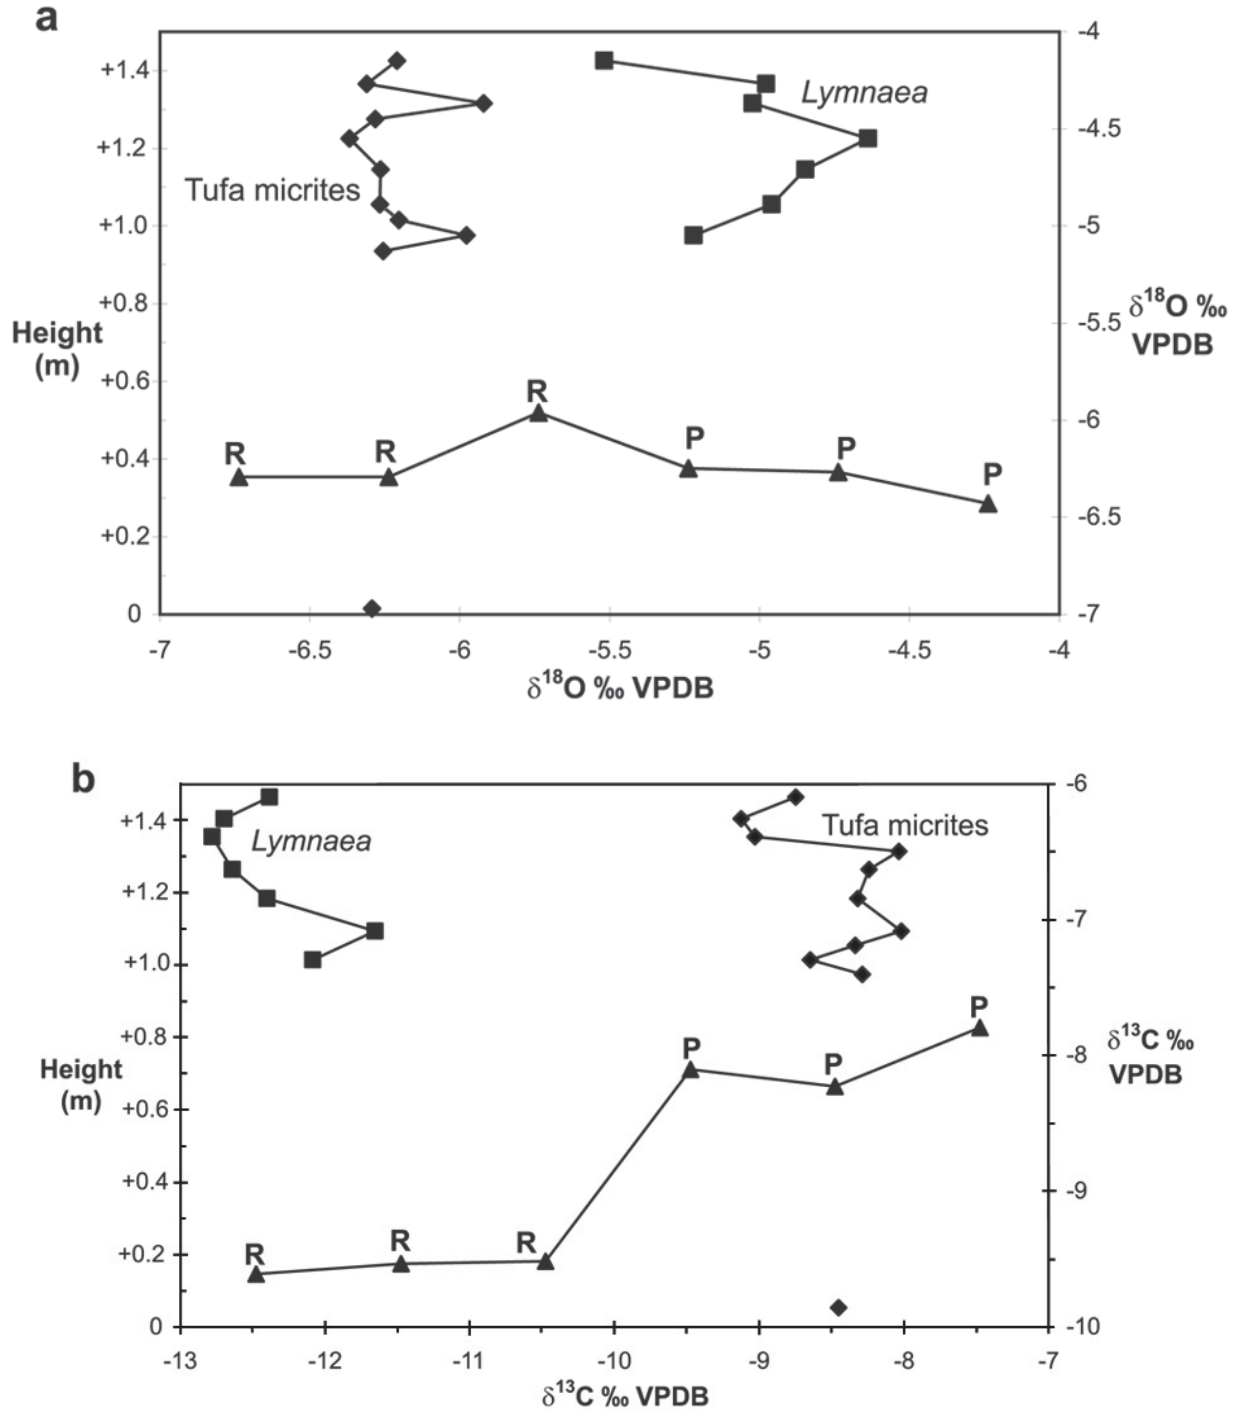 a
-4
+1.4
Lymnaea
-4.5
+1.2
Tufa micrites
+1.0
-5
+0.8
Height
(m)
δ18O ‰
VPDB
-5.5
+0.6
R
-6
R
R
P
P
+0.4
P
-6.5
+0.2
0
-7
-7
-6.5
-6
-5.5
-5
-4.5
-4
δ18O ‰ VPDB
b
-6
+1.4
Lymnaea
Tufa micrites
+1.2
-7
+1.0
P
+0.8
P
P
-8
δ13C ‰
VPDB
Height
(m)
+0.6
+0.4
-9
R
R
R
+0.2
0
-10
-13
-12
-11
-10
-9
-8
-7
δ13C ‰ VPDB